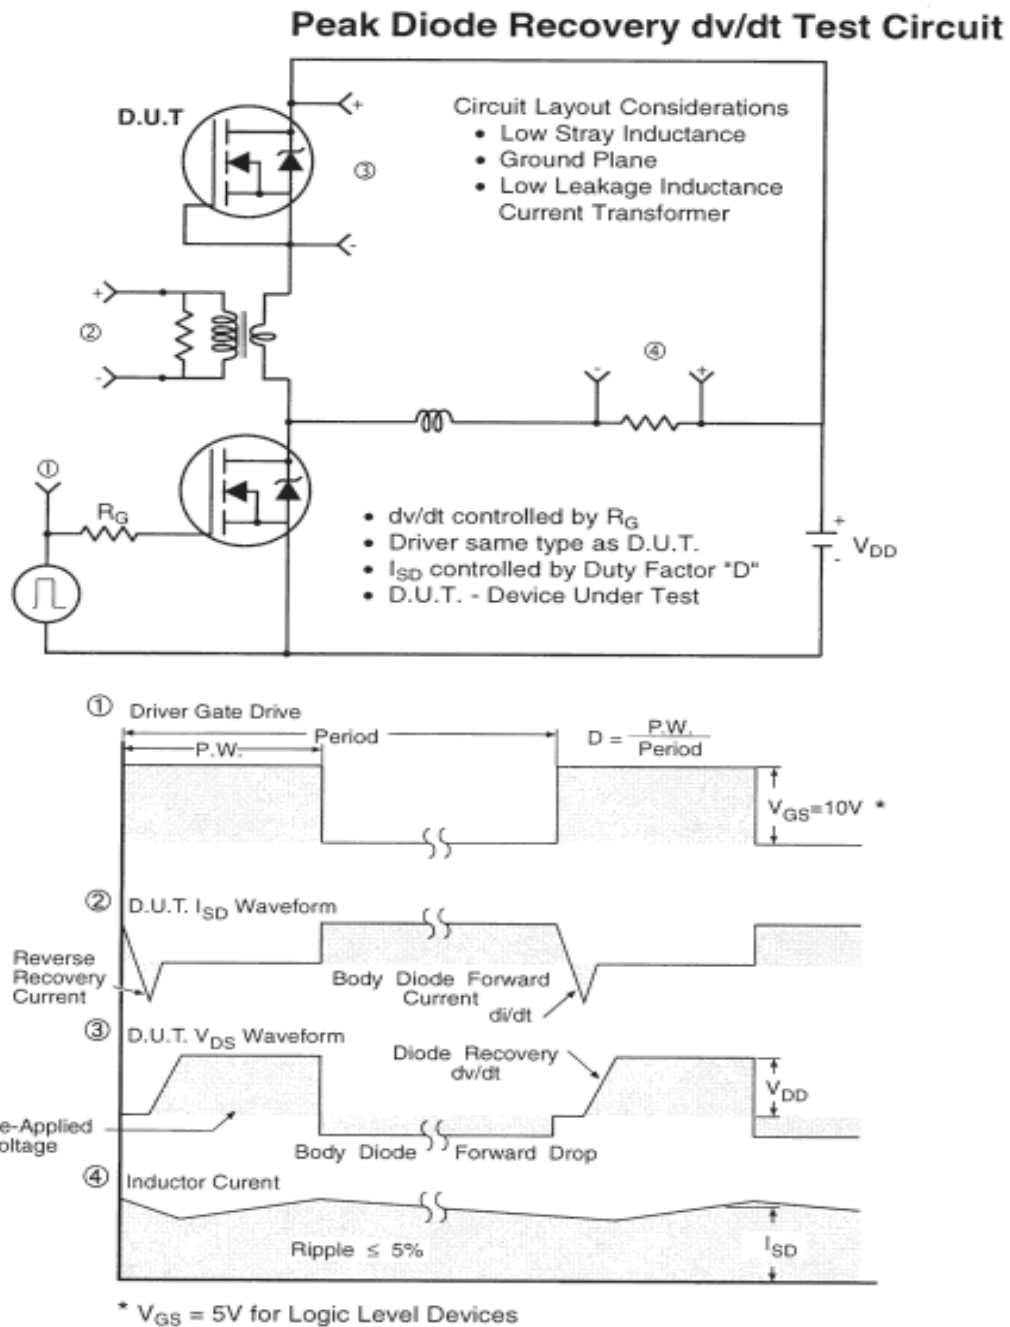 Peak Diode Recovery dv/dt Test Circuit
D.U.T
+
③
-
Circuit Layout Considerations
• Low Stray Inductance
• Ground Plane
• Low Leakage Inductance
Current Transformer
+
②
-
④
-
+
①
RG
• dv/dt controlled by RG
• Driver same type as D.U.T.
• ISD controlled by Duty Factor "D"
• D.U.T. - Device Under Test
+
VDD
-
① Driver Gate Drive
Period
P.W.
D = P.W.
Period
VGS=10V *
② D.U.T. ISD Waveform
Reverse
Recovery
Current
Body Diode Forward
Current
di/dt
③ D.U.T. VDS Waveform
Diode Recovery
dv/dt
VDD
e-Applied
oltage
Body Diode Forward Drop
④ Inductor Curent
Ripple ≤ 5%
ISD
* VGS = 5V for Logic Level Devices